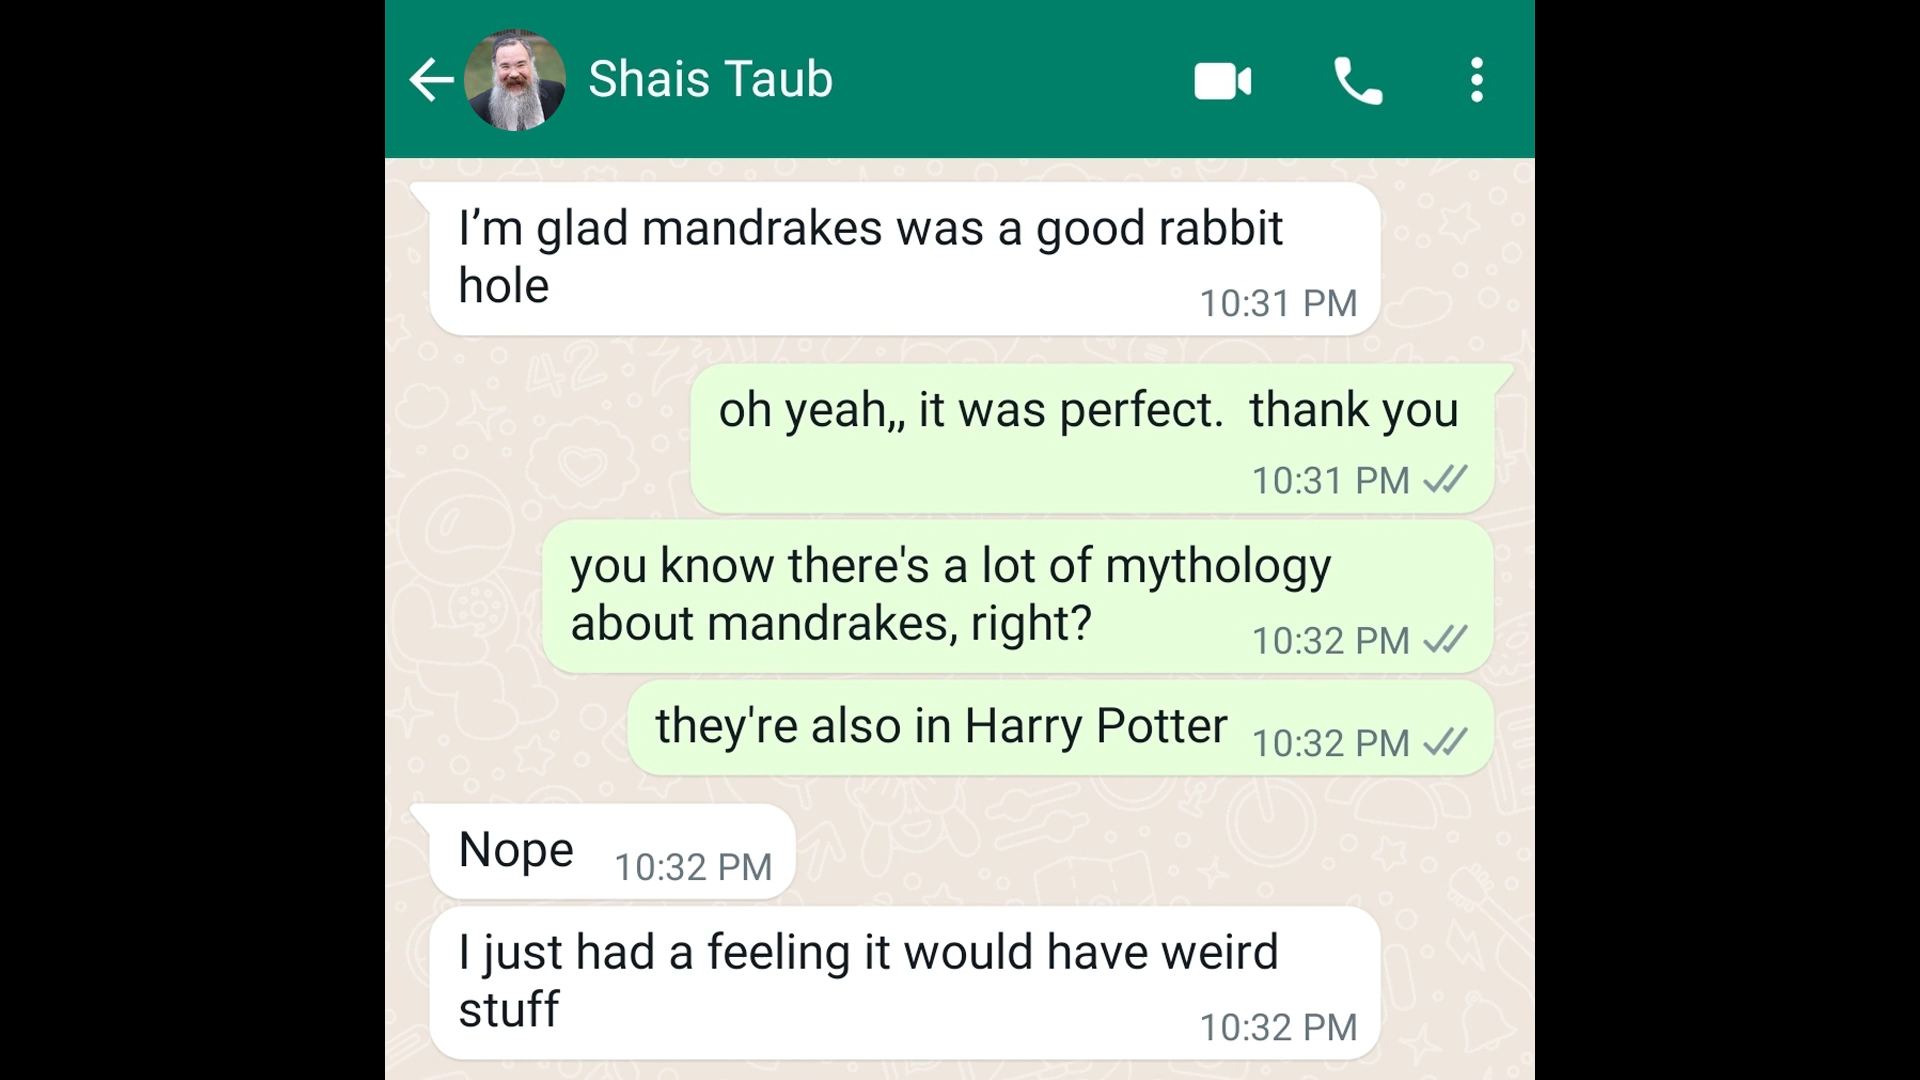 Shais Taub
I’m glad mandrakes was a good rabbit
hole
10:31 PM
oh yeah,, it was perfect.  thank you
10:31 PM
you know there's a lot of mythology
about mandrakes, right?
10:32 PM
they're also in Harry Potter 10:32 PM
Nope 10:32 PM
I just had a feeling it would have weird
stuff
10:32 PM